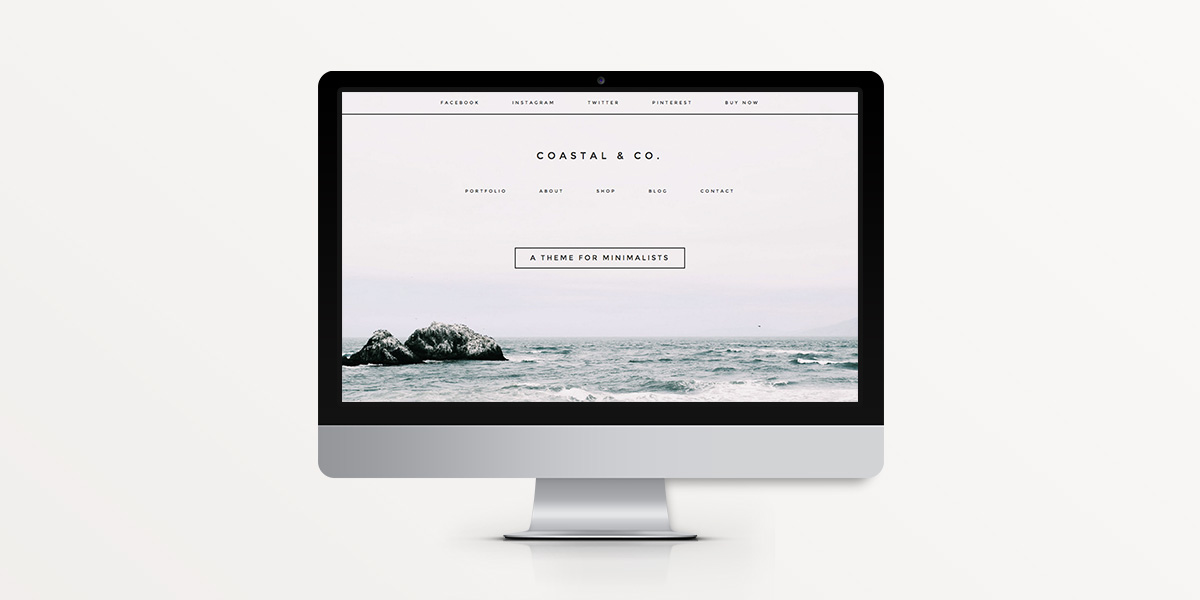 FACEBOOK INSTAGRAM TWITTER PINTEREST BUY NOW
COASTAL & CO.
PORTFOLIO ABOUT SHOP BLOG CONTACT
A THEME FOR MINIMALISTS